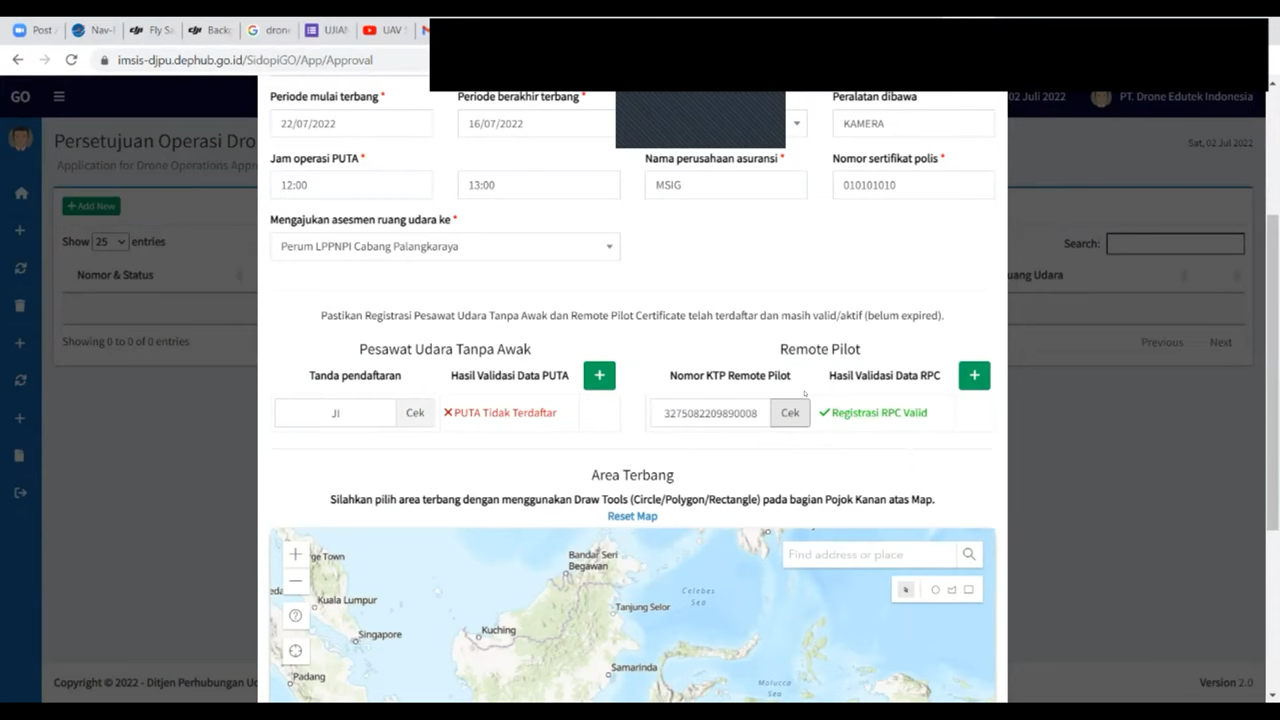 Post
Nav-
Fly Sa
Backg
drone
UJIAN
UAV S
imsis-djpu.dephub.go.id/SidopiGO/App/Approval
GO
02 Juli 2022
PT. Drone Edutek Indonesia
Persetujuan Operasi Dro
Sat, 02 Jul 2022
Application for Drone Operations Appr
Add New
Show 25 entries
Search:
Nomor & Status
uang Udara
Showing 0 to 0 of 0 entries
Previous
Next
Periode mulai terbang *
Periode berakhir terbang *
Peralatan dibawa
22/07/2022
16/07/2022
KAMERA
Jam operasi PUTA *
Nama perusahaan asuransi *
Nomor sertifikat polis *
12:00
13:00
MSIG
010101010
Mengajukan asesmen ruang udara ke *
Perum LPPNPI Cabang Palangkaraya
Pastikan Registrasi Pesawat Udara Tanpa Awak dan Remote Pilot Certificate telah terdaftar dan masih valid/aktif (belum expired).
Pesawat Udara Tanpa Awak
Remote Pilot
Tanda pendaftaran
Hasil Validasi Data PUTA
Nomor KTP Remote Pilot
Hasil Validasi Data RPC
JI
Cek
PUTA Tidak Terdaftar
3275082209890008
Cek
Registrasi RPC Valid
Area Terbang
Silahkan pilih area terbang dengan menggunakan Draw Tools (Circle/Polygon/Rectangle) pada bagian Pojok Kanan atas Map.
Reset Map
Find address or place
ge Town
Bandar Seri
Begawan
Kuala Lumpur
Celebes
Sea
Tanjung Selor
Singapore
Kuching
Samarinda
Padang
Molucca
Sea
Copyright © 2022 - Ditjen Perhubungan Ud
Version 2.0